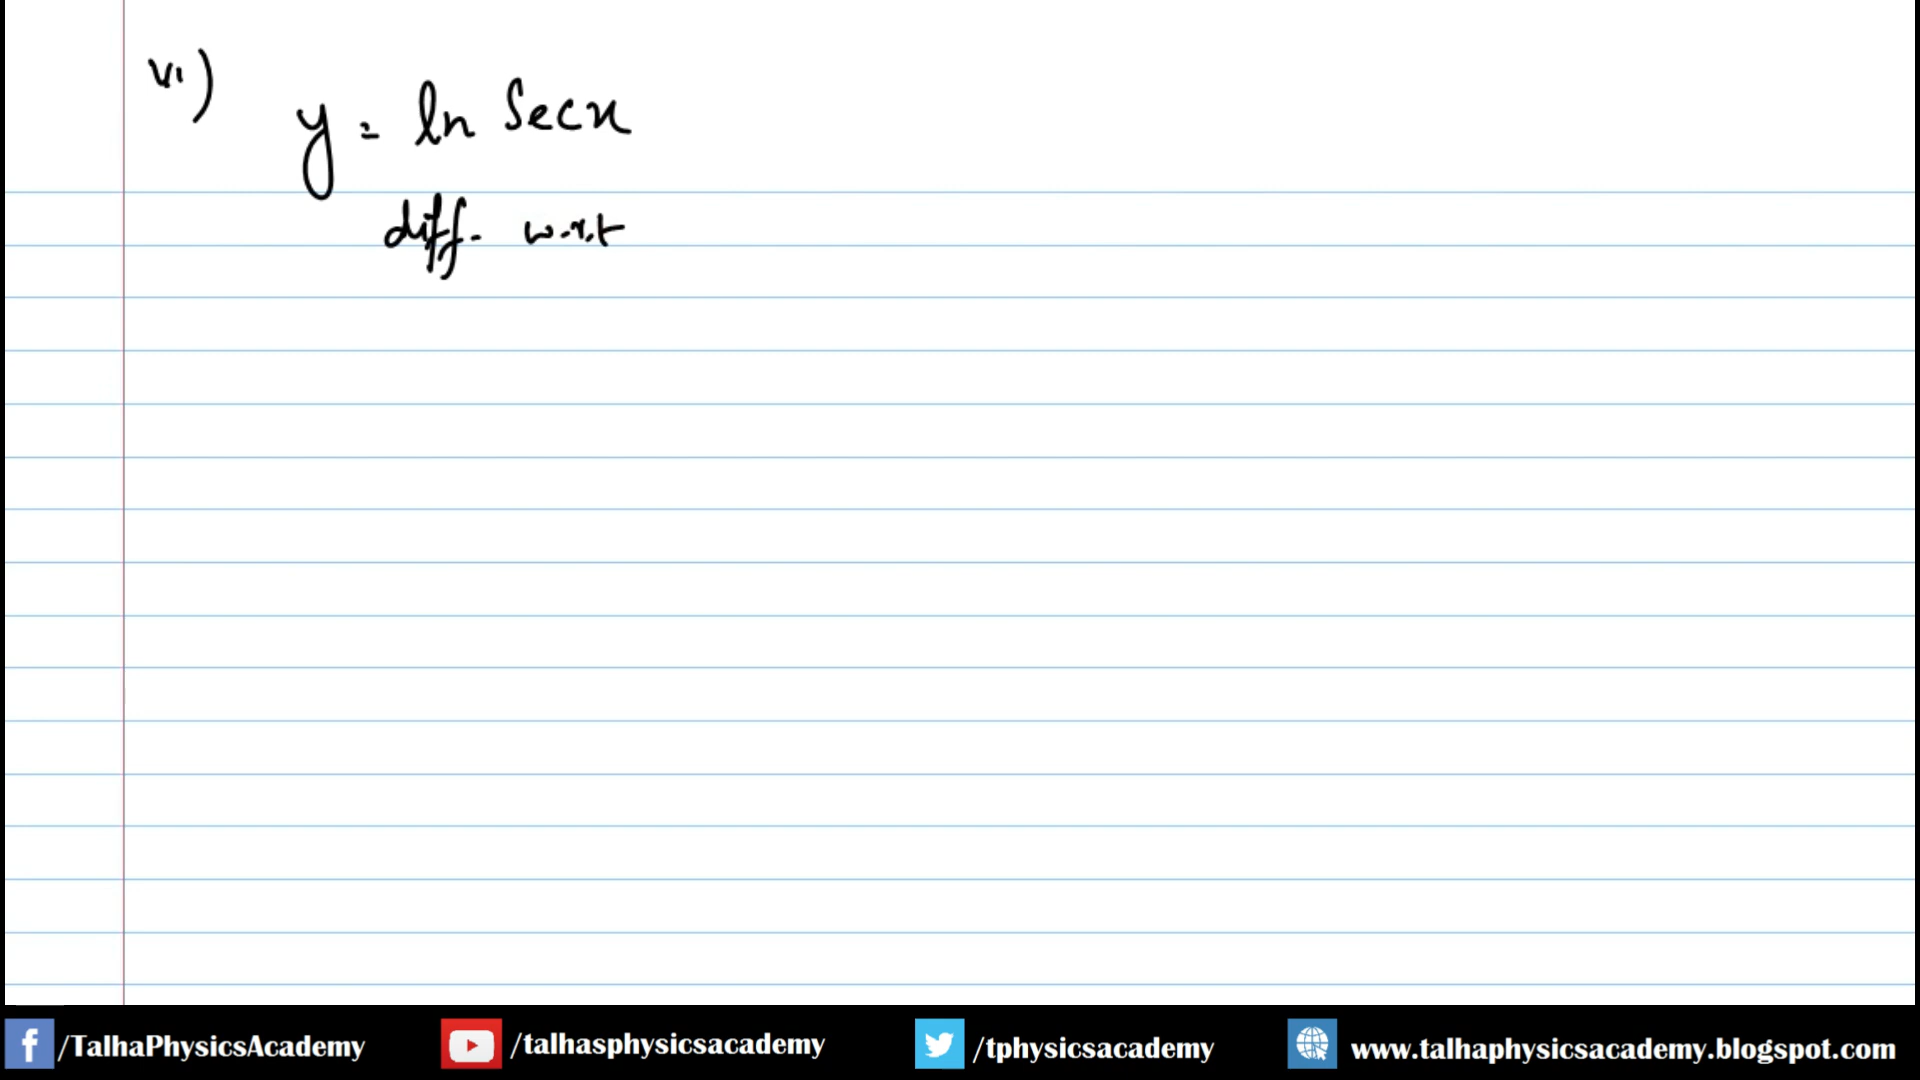 vi)
y = ln Secx
diff. w.r.t
/TalhaPhysicsAcademy
/talhasphysicsacademy
/tphysicsacademy
www.talhaphysicsacademy.blogspot.com